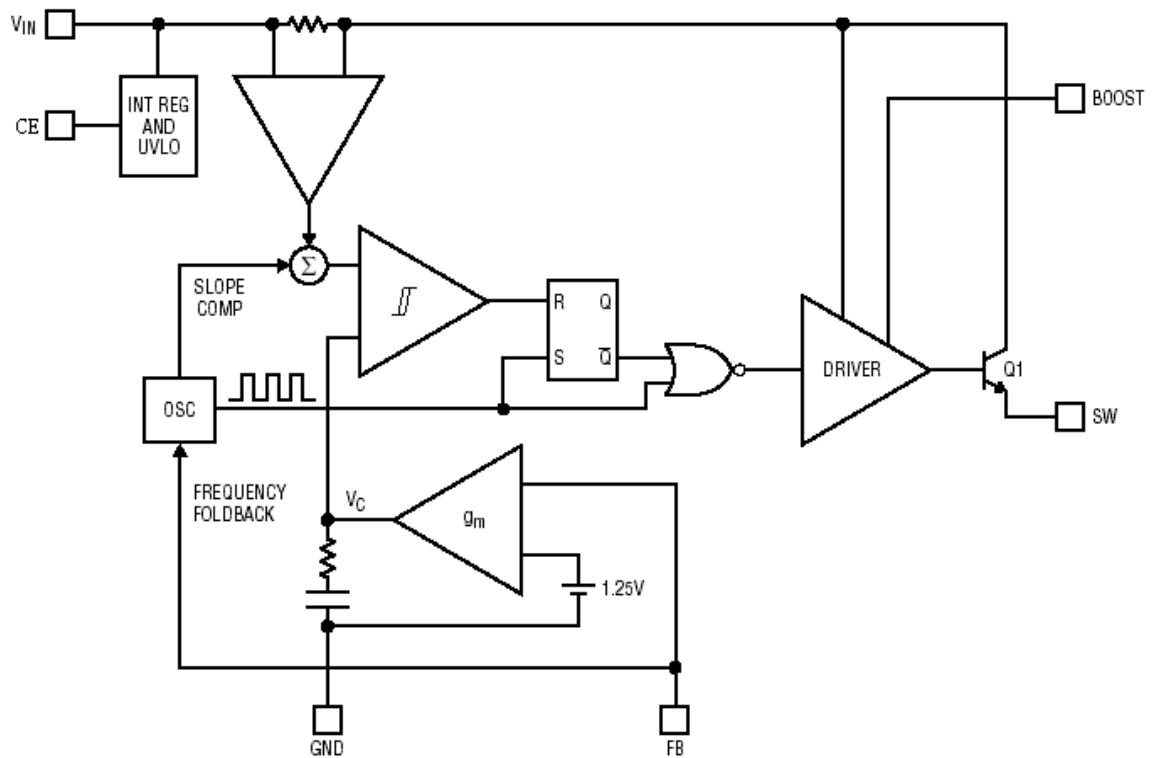 VIN
BOOST
INT REG
AND
UVLO
CE
Σ
SLOPE
COMP
R
Q
S
Q̅
DRIVER
Q1
OSC
SW
FREQUENCY
FOLDBACK
VC
gm
1.25V
GND
FB